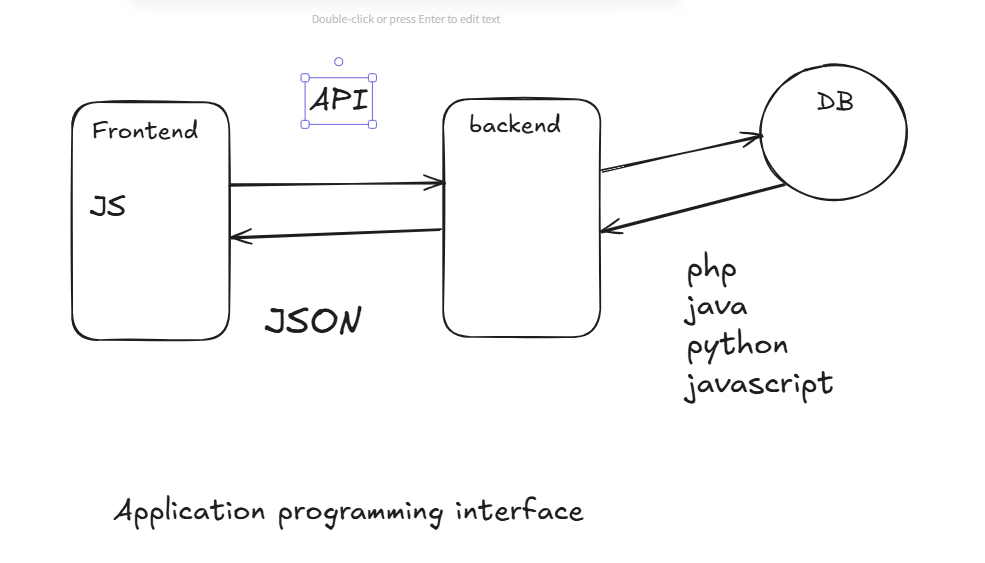 Double-click or press Enter to edit text
API
Frontend
JS
backend
DB
JSON
php
java
python
javascript
Application programming interface